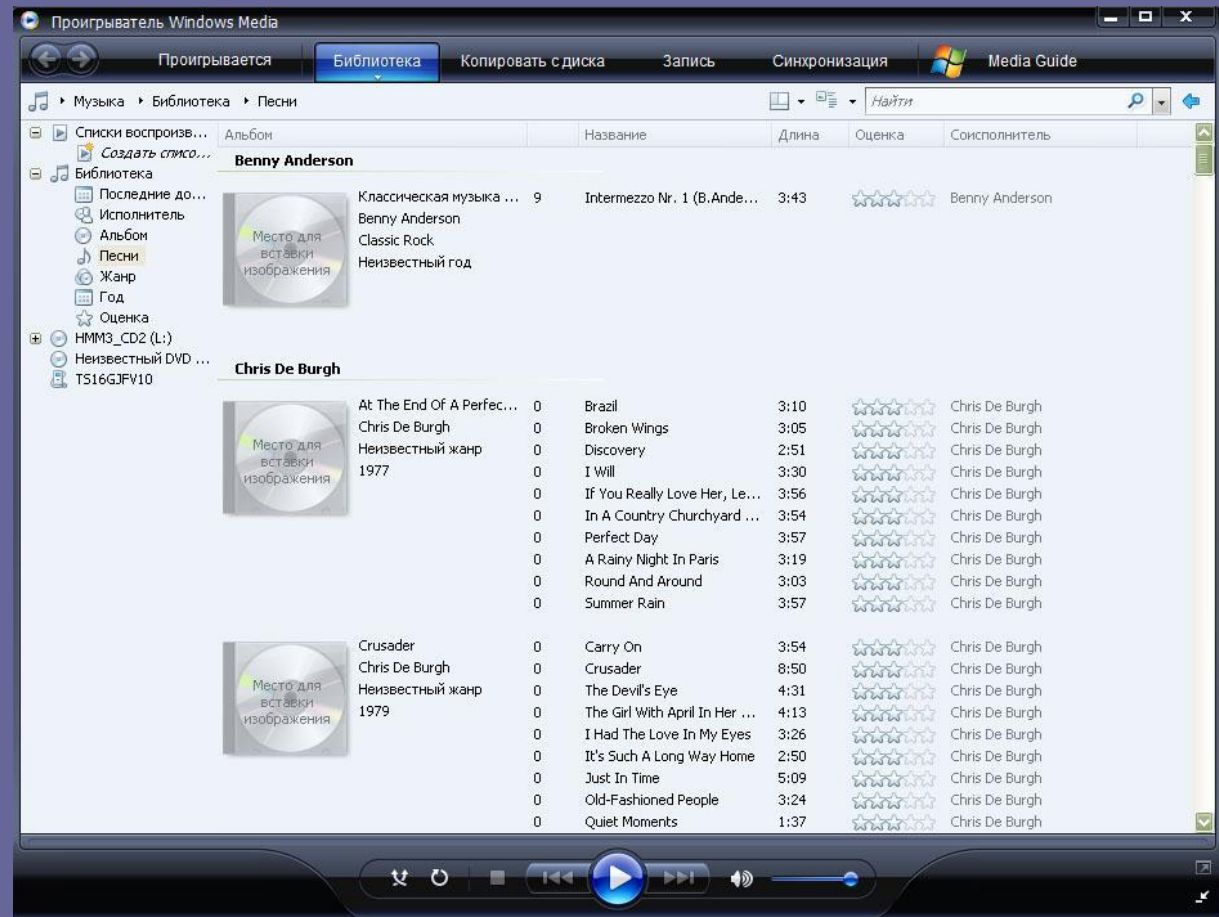 Проигрыватель Windows Media
Проигрывается Библиотека Копировать с диска Запись Синхронизация Media Guide
Музыка Библиотека Песни Найти
Списки воспроизв... Альбом Название Длина Оценка Соисполнитель
Создать списо...
Benny Anderson
Библиотека
Последние до... Классическая музыка ... 9 Intermezzo Nr. 1 (B.Ande... 3:43 Benny Anderson
Исполнитель Benny Anderson
Альбом Classic Rock
Песни Неизвестный год
Место для
вставки
изображения
Жанр
Год
Оценка
HMM3_CD2 (L:)
Неизвестный DVD ...
TS16GJFV10
Chris De Burgh
At The End Of A Perfec... 0 Brazil 3:10 Chris De Burgh
Chris De Burgh 0 Broken Wings 3:05 Chris De Burgh
Неизвестный жанр 0 Discovery 2:51 Chris De Burgh
1977 0 I Will 3:30 Chris De Burgh
Место для
вставки
изображения
0 If You Really Love Her, Le... 3:56 Chris De Burgh
0 In A Country Churchyard ... 3:54 Chris De Burgh
0 Perfect Day 3:57 Chris De Burgh
0 A Rainy Night In Paris 3:19 Chris De Burgh
0 Round And Around 3:03 Chris De Burgh
0 Summer Rain 3:57 Chris De Burgh
Crusader 0 Carry On 3:54 Chris De Burgh
Chris De Burgh 0 Crusader 8:50 Chris De Burgh
Неизвестный жанр 0 The Devil's Eye 4:31 Chris De Burgh
1979 0 The Girl With April In Her ... 4:13 Chris De Burgh
Место для
вставки
изображения
0 I Had The Love In My Eyes 3:26 Chris De Burgh
0 It's Such A Long Way Home 2:50 Chris De Burgh
0 Just In Time 5:09 Chris De Burgh
0 Old-Fashioned People 3:24 Chris De Burgh
0 Quiet Moments 1:37 Chris De Burgh